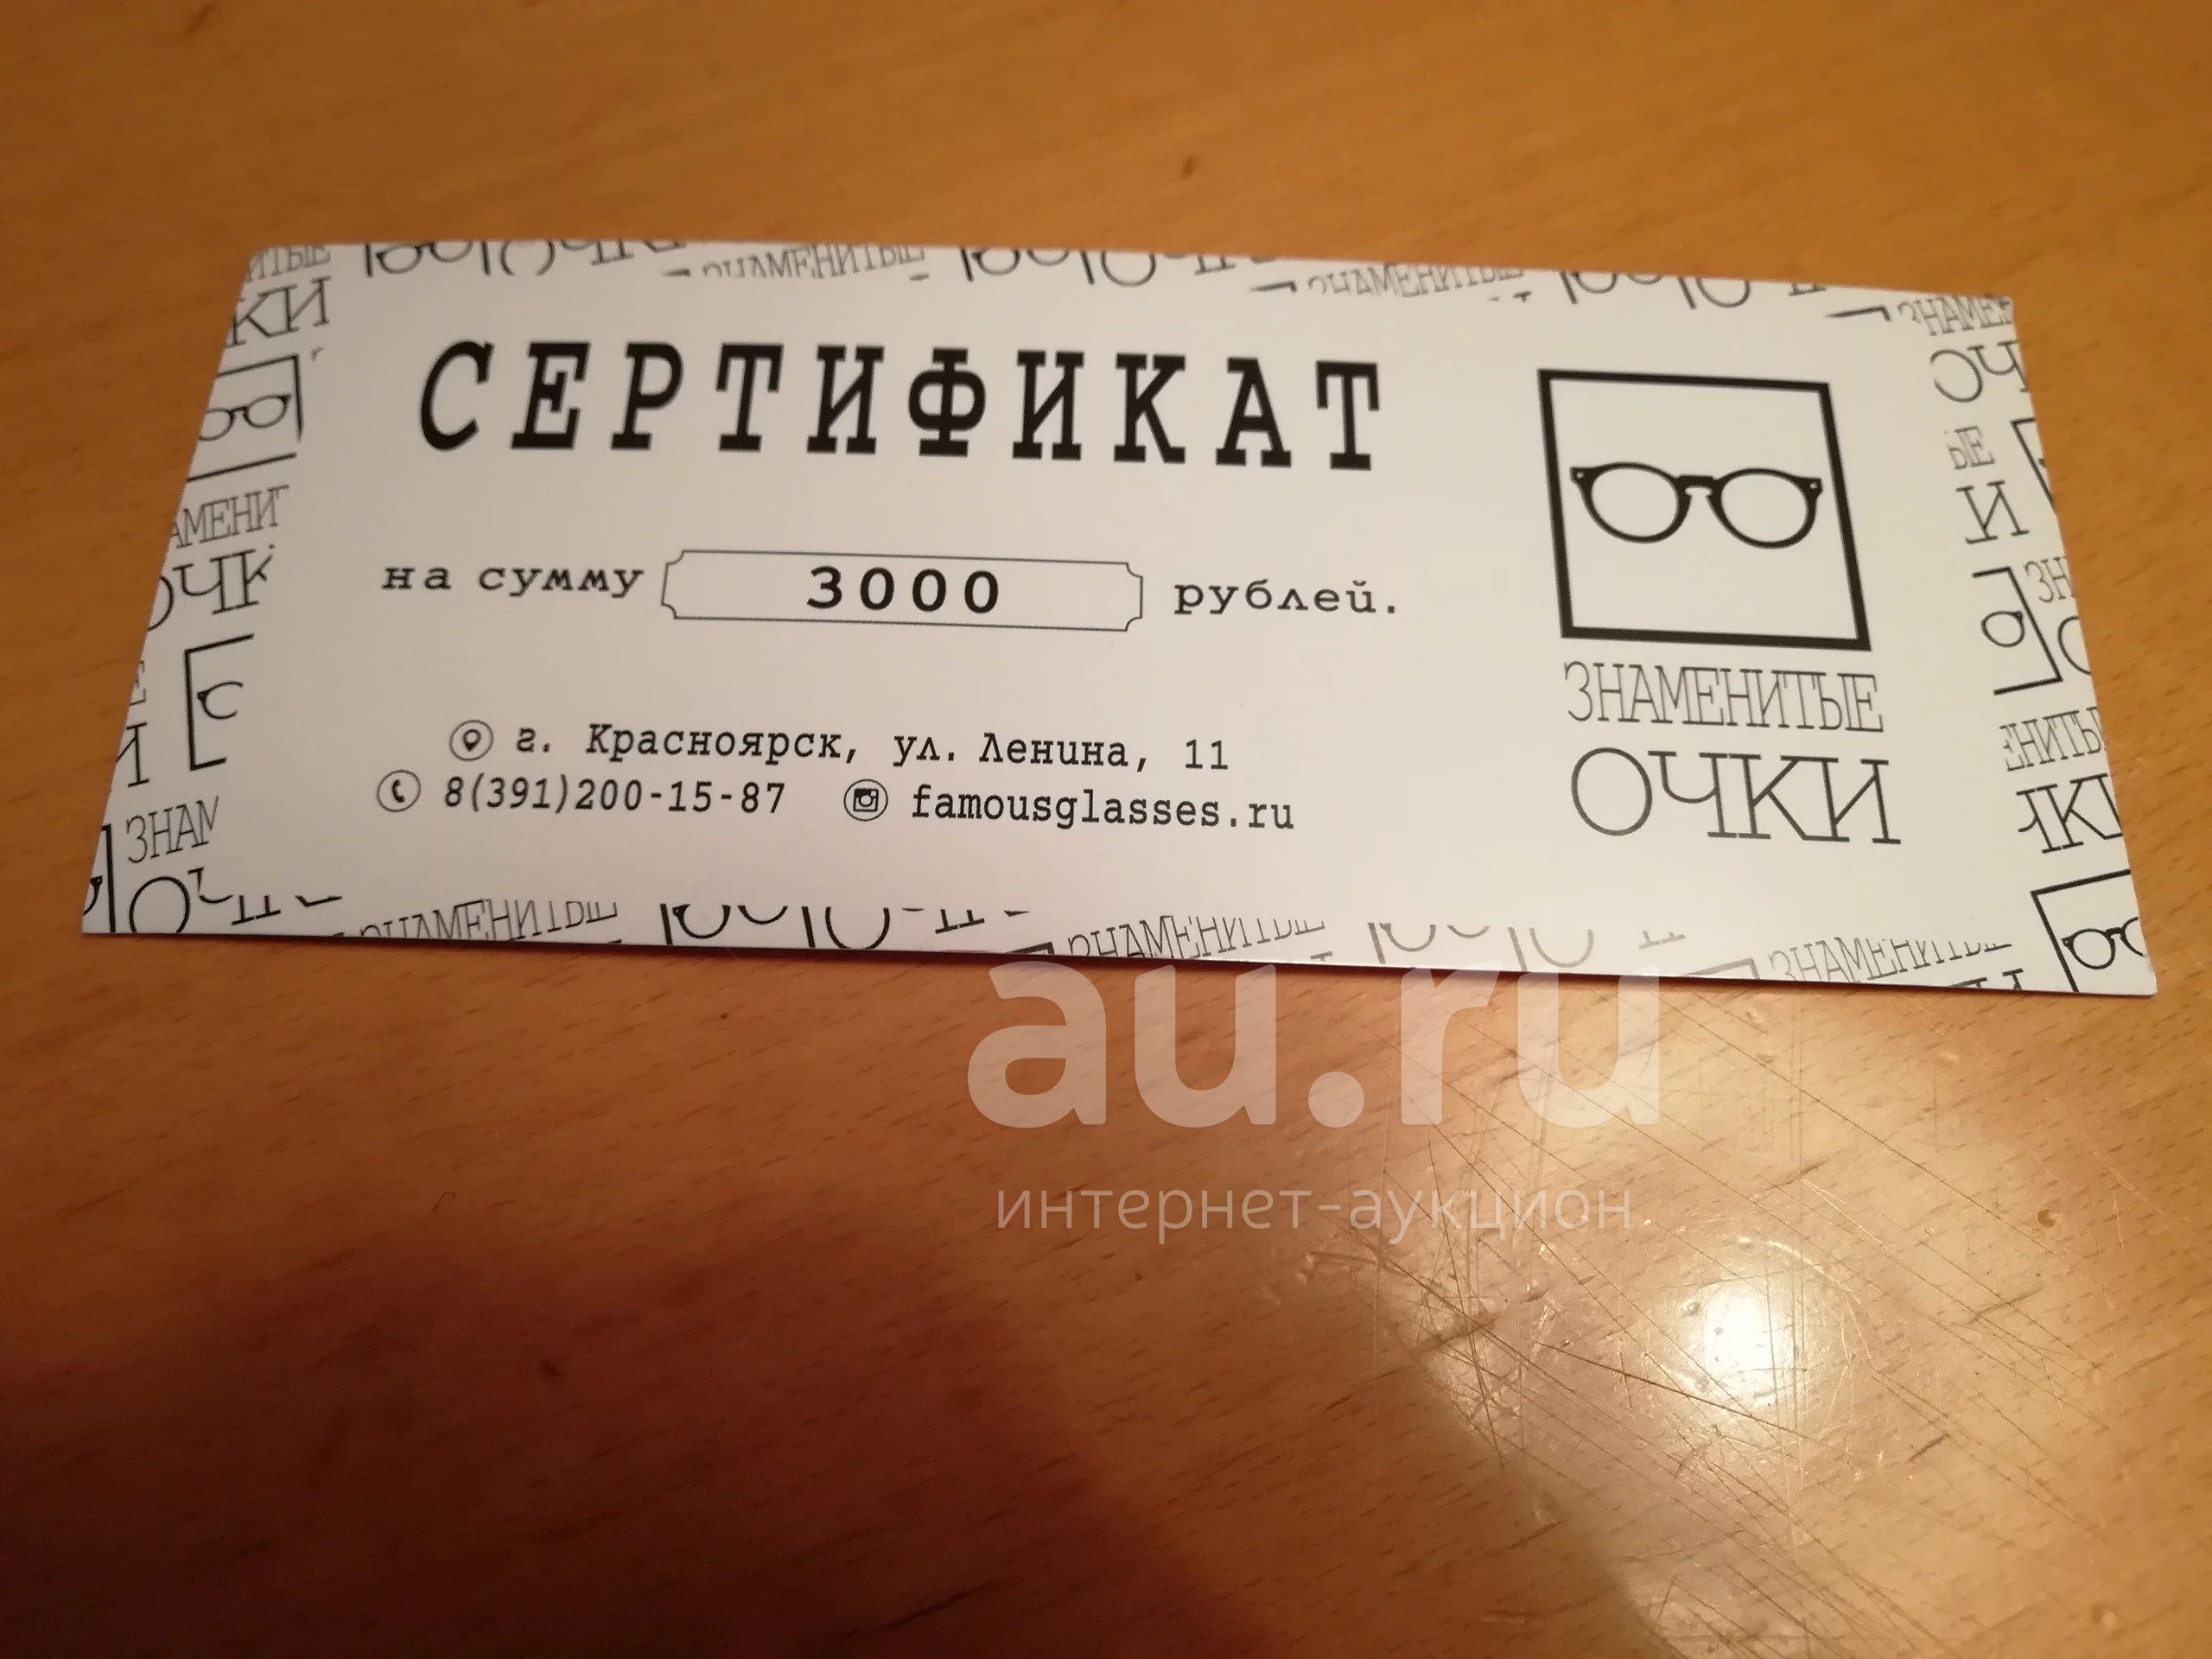 СЕРТИФИКАТ
на сумму 3000 рублей.
г. Красноярск, ул. Ленина, 11
8(391)200-15-87 famousglasses.ru
ЗНАМЕНИТЫЕ
ОЧКИ
au.ru
интернет-аукцион